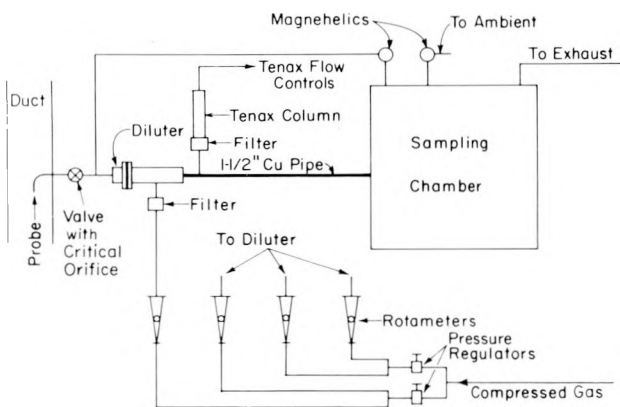 Magnehelics
To Ambient
To Exhaust
Tenax Flow
Controls
Duct
Tenax Column
Diluter
Filter
1-1/2" Cu Pipe
Sampling
Chamber
Filter
Valve
with
Critical
Orifice
Probe
To Diluter
Rotameters
Pressure
Regulators
Compressed Gas